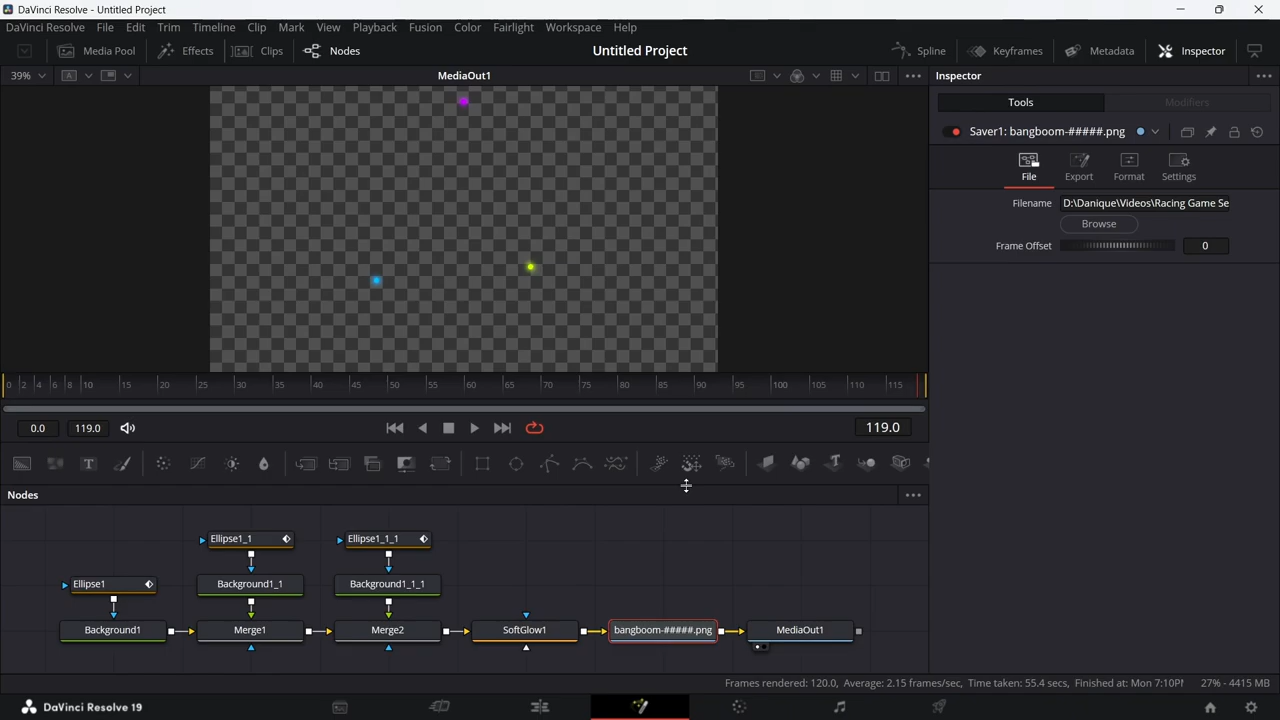 DaVinci Resolve - Untitled Project
DaVinci Resolve File Edit Trim Timeline Clip Mark View Playback Fusion Color Fairlight Workspace Help
Media Pool Effects Clips Nodes Untitled Project Spline Keyframes Metadata Inspector
39% MediaOut1 Inspector
Tools Modifiers
Saver1: bangboom-#####.png
File Export Format Settings
Filename D:\Danique\Videos\Racing Game Se
Browse
Frame Offset 0
0 2 4 6 8 10 15 20 25 30 35 40 45 50 55 60 65 70 75 80 85 90 95 100 105 110 115
0.0 119.0 119.0
Nodes
Ellipse1_1 Ellipse1_1_1
Ellipse1 Background1_1 Background1_1_1
Background1 Merge1 Merge2 SoftGlow1 bangboom-#####.png MediaOut1
Frames rendered: 120.0, Average: 2.15 frames/sec, Time taken: 55.4 secs, Finished at: Mon 7:10PM 27% - 4415 MB
DaVinci Resolve 19